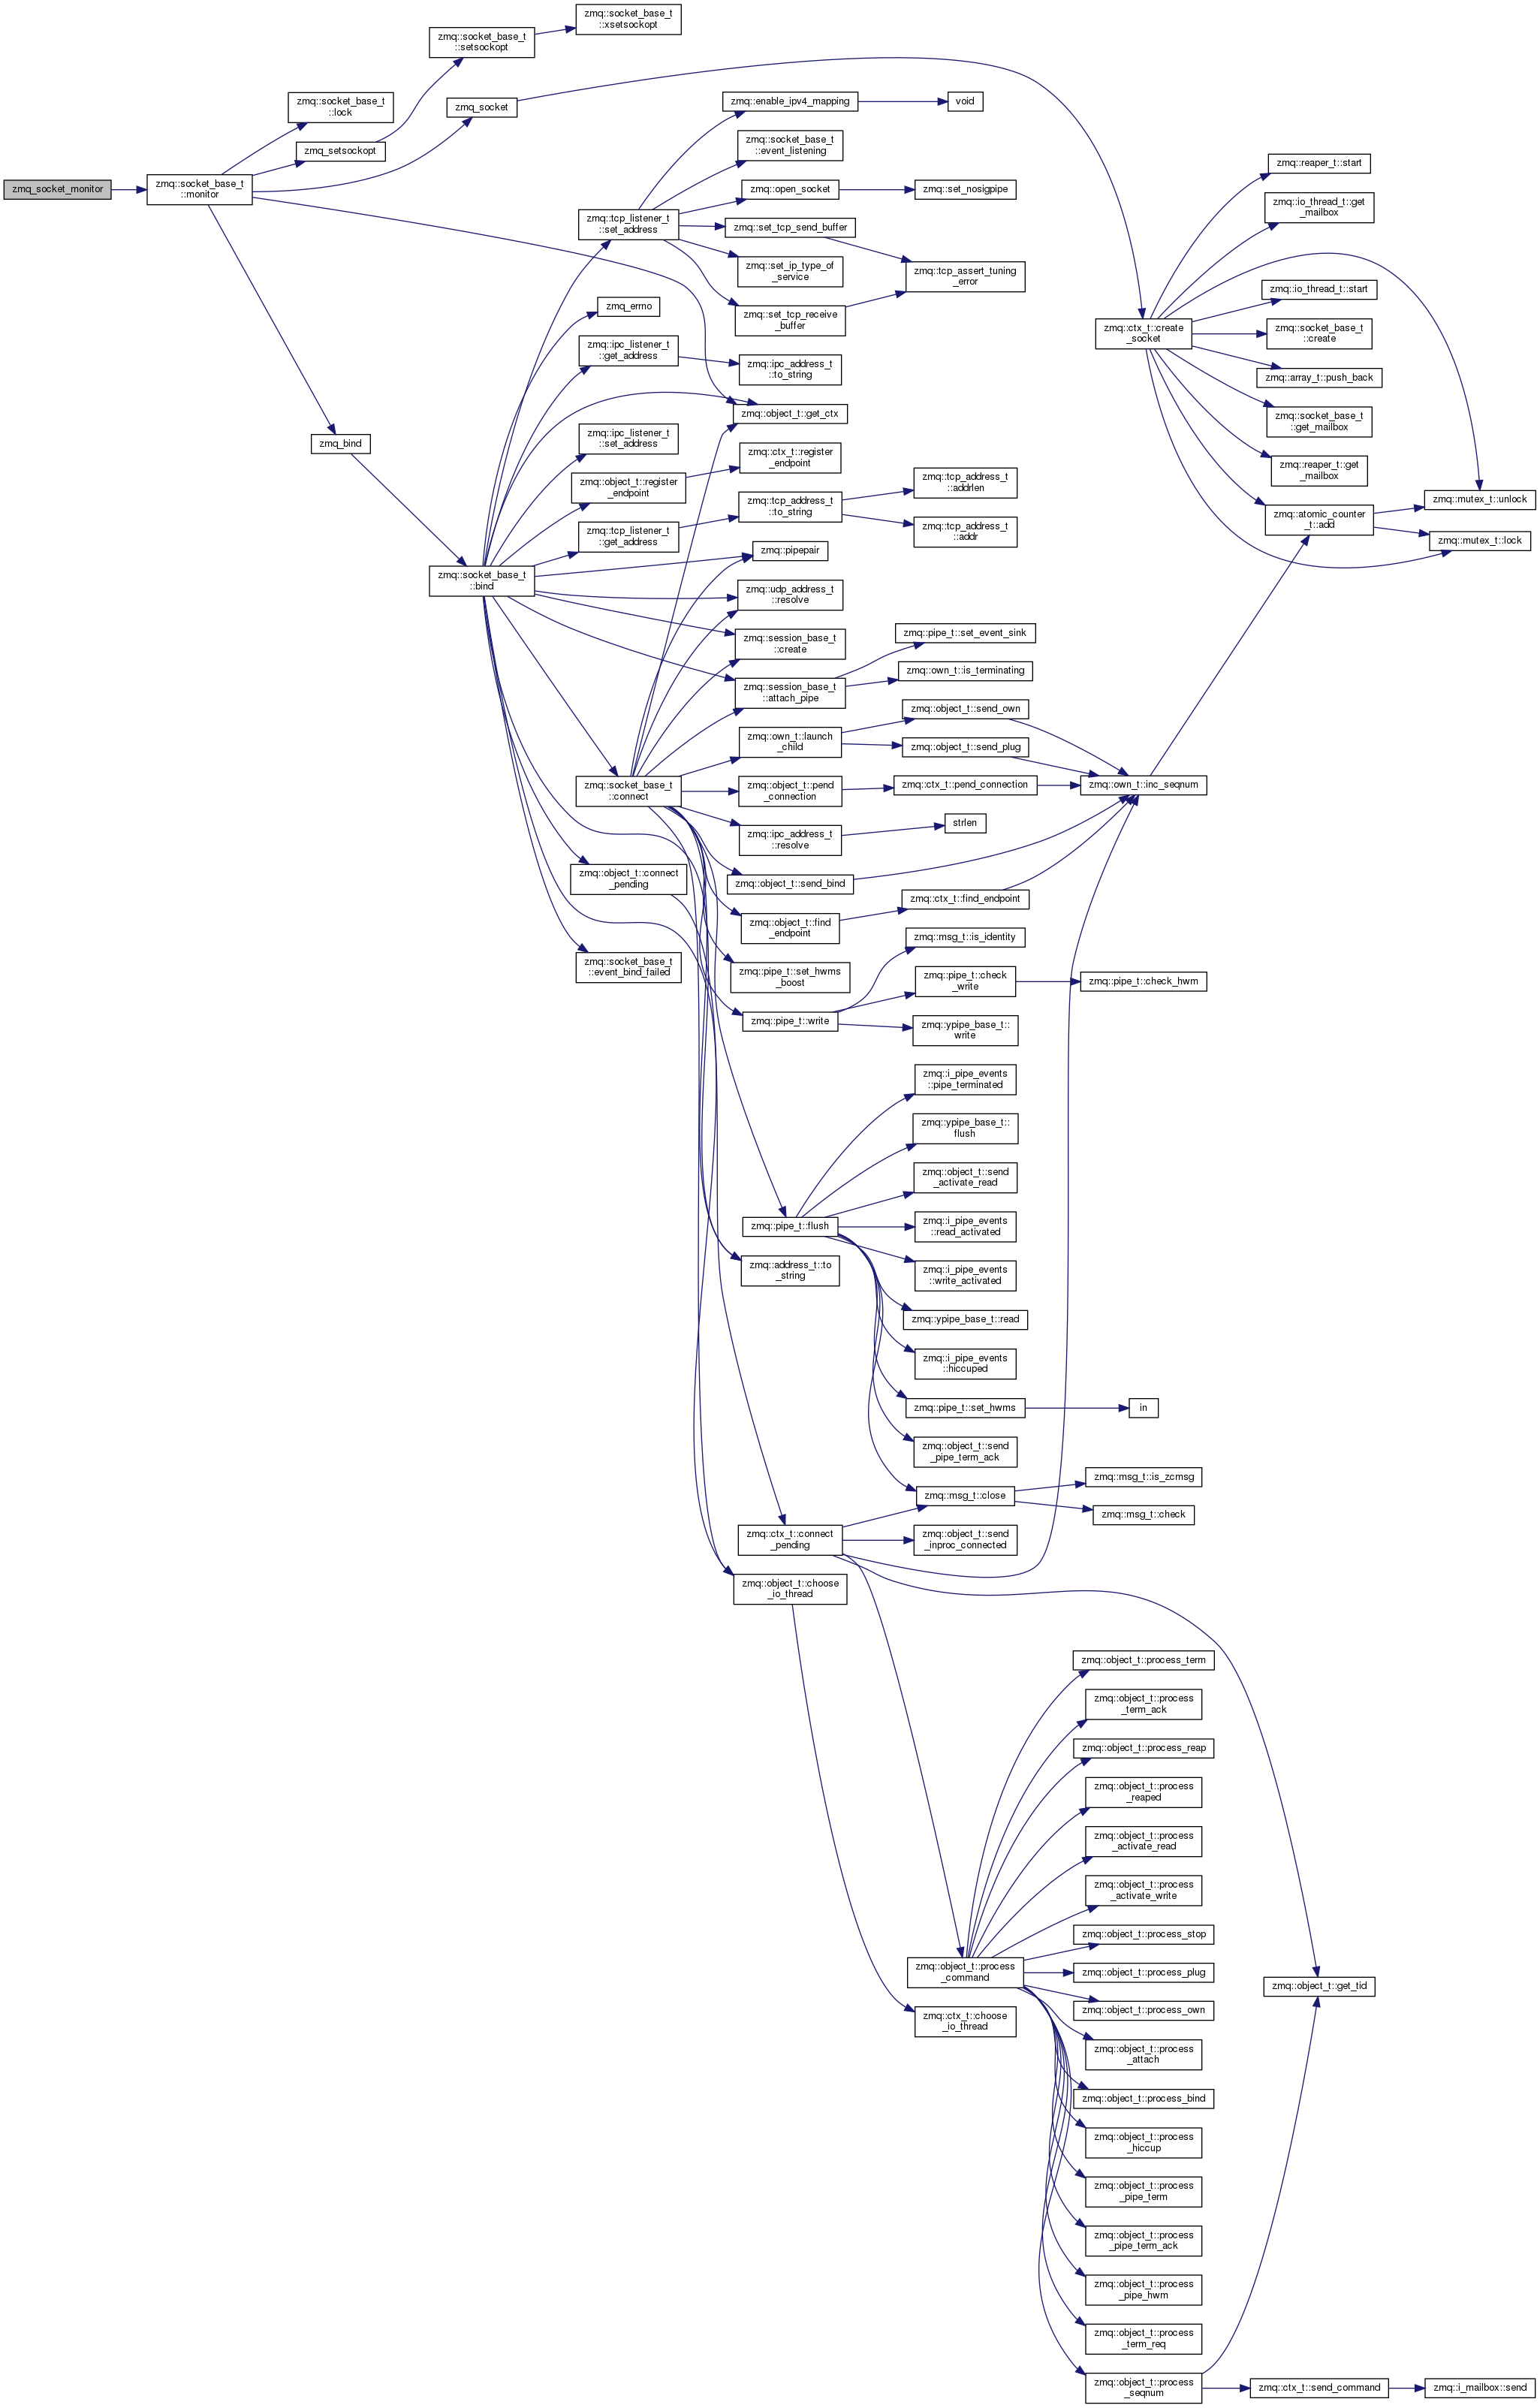 zmq_socket_monitor
zmq::socket_base_t
::monitor
zmq::socket_base_t
::lock
zmq_setsockopt
zmq_bind
zmq::socket_base_t
::setsockopt
zmq_socket
zmq::socket_base_t
::bind
zmq::socket_base_t
::xsetsockopt
zmq::tcp_listener_t
::set_address
zmq_errno
zmq::ipc_listener_t
::get_address
zmq::ipc_listener_t
::set_address
zmq::object_t::register
_endpoint
zmq::tcp_listener_t
::get_address
zmq::socket_base_t
::connect
zmq::object_t::connect
_pending
zmq::socket_base_t
::event_bind_failed
zmq::enable_ipv4_mapping
zmq::socket_base_t
::event_listening
zmq::open_socket
zmq::set_tcp_send_buffer
zmq::set_ip_type_of
_service
zmq::set_tcp_receive
_buffer
zmq::ipc_address_t
::to_string
zmq::object_t::get_ctx
zmq::ctx_t::register
_endpoint
zmq::tcp_address_t
::to_string
zmq::pipepair
zmq::udp_address_t
::resolve
zmq::session_base_t
::create
zmq::session_base_t
::attach_pipe
zmq::own_t::launch
_child
zmq::object_t::pend
_connection
zmq::ipc_address_t
::resolve
zmq::object_t::send_bind
zmq::object_t::find
_endpoint
zmq::pipe_t::set_hwms
_boost
zmq::pipe_t::write
zmq::pipe_t::flush
zmq::address_t::to
_string
zmq::ctx_t::connect
_pending
zmq::object_t::choose
_io_thread
void
zmq::set_nosigpipe
zmq::tcp_assert_tuning
_error
zmq::tcp_address_t
::addrlen
zmq::tcp_address_t
::addr
zmq::pipe_t::set_event_sink
zmq::own_t::is_terminating
zmq::object_t::send_own
zmq::object_t::send_plug
zmq::ctx_t::pend_connection
strlen
zmq::ctx_t::find_endpoint
zmq::msg_t::is_identity
zmq::pipe_t::check
_write
zmq::ypipe_base_t::
write
zmq::i_pipe_events
::pipe_terminated
zmq::ypipe_base_t::
flush
zmq::object_t::send
_activate_read
zmq::i_pipe_events
::read_activated
zmq::i_pipe_events
::write_activated
zmq::ypipe_base_t::read
zmq::i_pipe_events
::hiccuped
zmq::pipe_t::set_hwms
zmq::object_t::send
_pipe_term_ack
zmq::msg_t::close
zmq::object_t::send
_inproc_connected
zmq::object_t::process
_command
zmq::ctx_t::choose
_io_thread
zmq::ctx_t::create
_socket
zmq::own_t::inc_seqnum
zmq::pipe_t::check_hwm
in
zmq::msg_t::is_zcmsg
zmq::msg_t::check
zmq::object_t::process_term
zmq::object_t::process
_term_ack
zmq::object_t::process_reap
zmq::object_t::process
_reaped
zmq::object_t::process
_activate_read
zmq::object_t::process
_activate_write
zmq::object_t::process_stop
zmq::object_t::process_plug
zmq::object_t::process_own
zmq::object_t::process
_attach
zmq::object_t::process_bind
zmq::object_t::process
_hiccup
zmq::object_t::process
_pipe_term
zmq::object_t::process
_pipe_term_ack
zmq::object_t::process
_pipe_hwm
zmq::object_t::process
_term_req
zmq::object_t::process
_seqnum
zmq::reaper_t::start
zmq::io_thread_t::get
_mailbox
zmq::io_thread_t::start
zmq::socket_base_t
::create
zmq::array_t::push_back
zmq::socket_base_t
::get_mailbox
zmq::reaper_t::get
_mailbox
zmq::atomic_counter
_t::add
zmq::object_t::get_tid
zmq::ctx_t::send_command
zmq::mutex_t::unlock
zmq::mutex_t::lock
zmq::i_mailbox::send